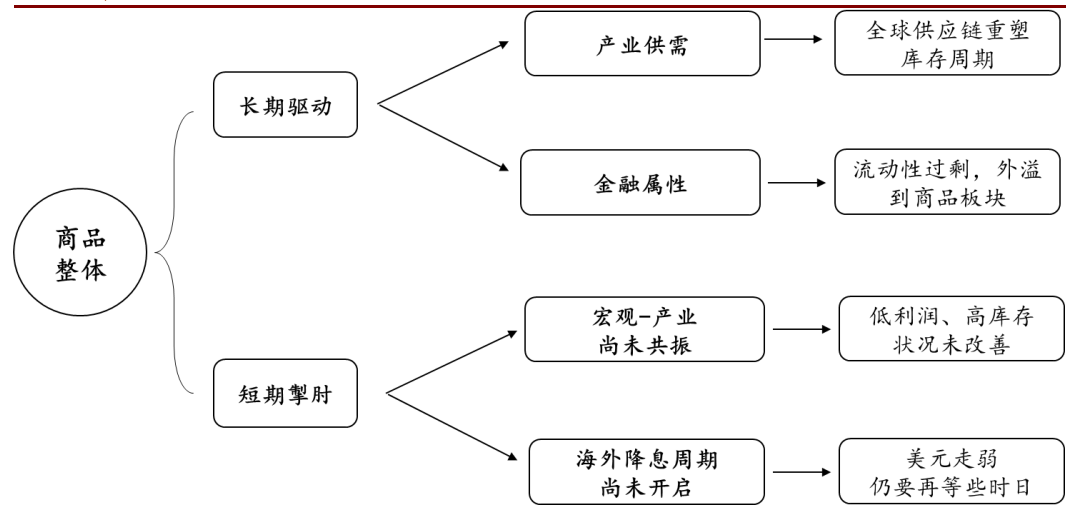 商品
整体
长期驱动
产业供需
全球供应链重塑
库存周期
金融属性
流动性过剩，外溢
到商品板块
短期掣肘
宏观-产业
尚未共振
低利润、高库存
状况未改善
海外降息周期
尚未开启
美元走弱
仍要再等些时日